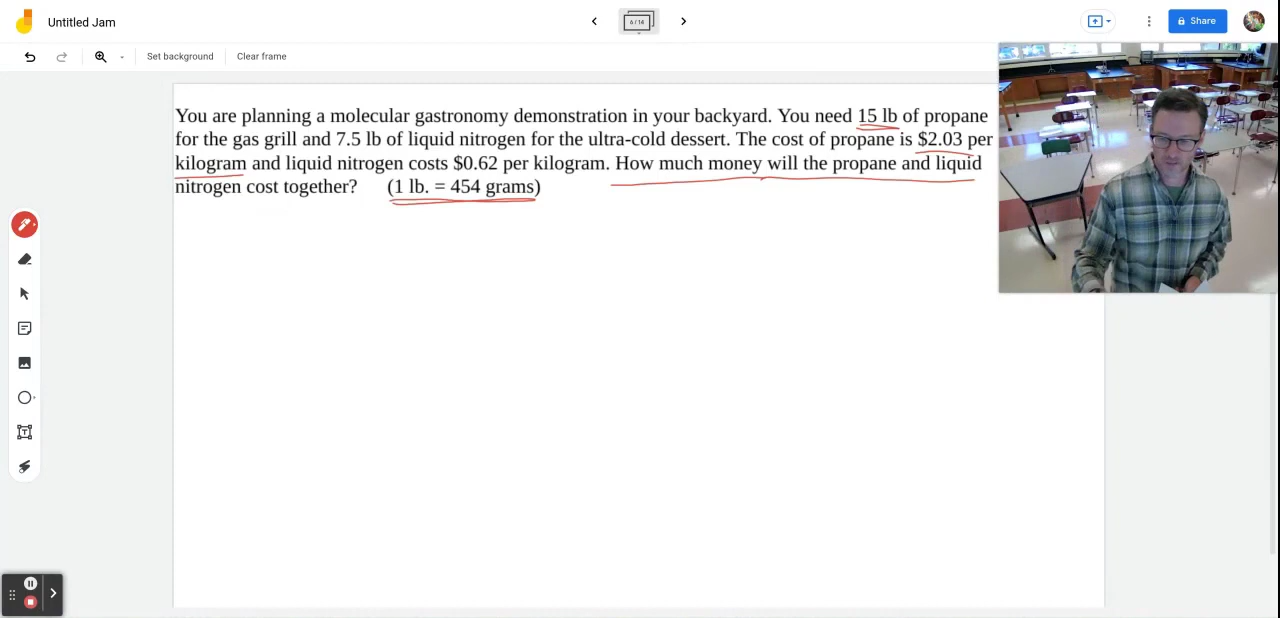 Untitled Jam
6 / 14
Share
Set background
Clear frame
You are planning a molecular gastronomy demonstration in your backyard. You need 15 lb of propane
for the gas grill and 7.5 lb of liquid nitrogen for the ultra-cold dessert. The cost of propane is $2.03 per
kilogram and liquid nitrogen costs $0.62 per kilogram. How much money will the propane and liquid
nitrogen cost together? (1 lb. = 454 grams)